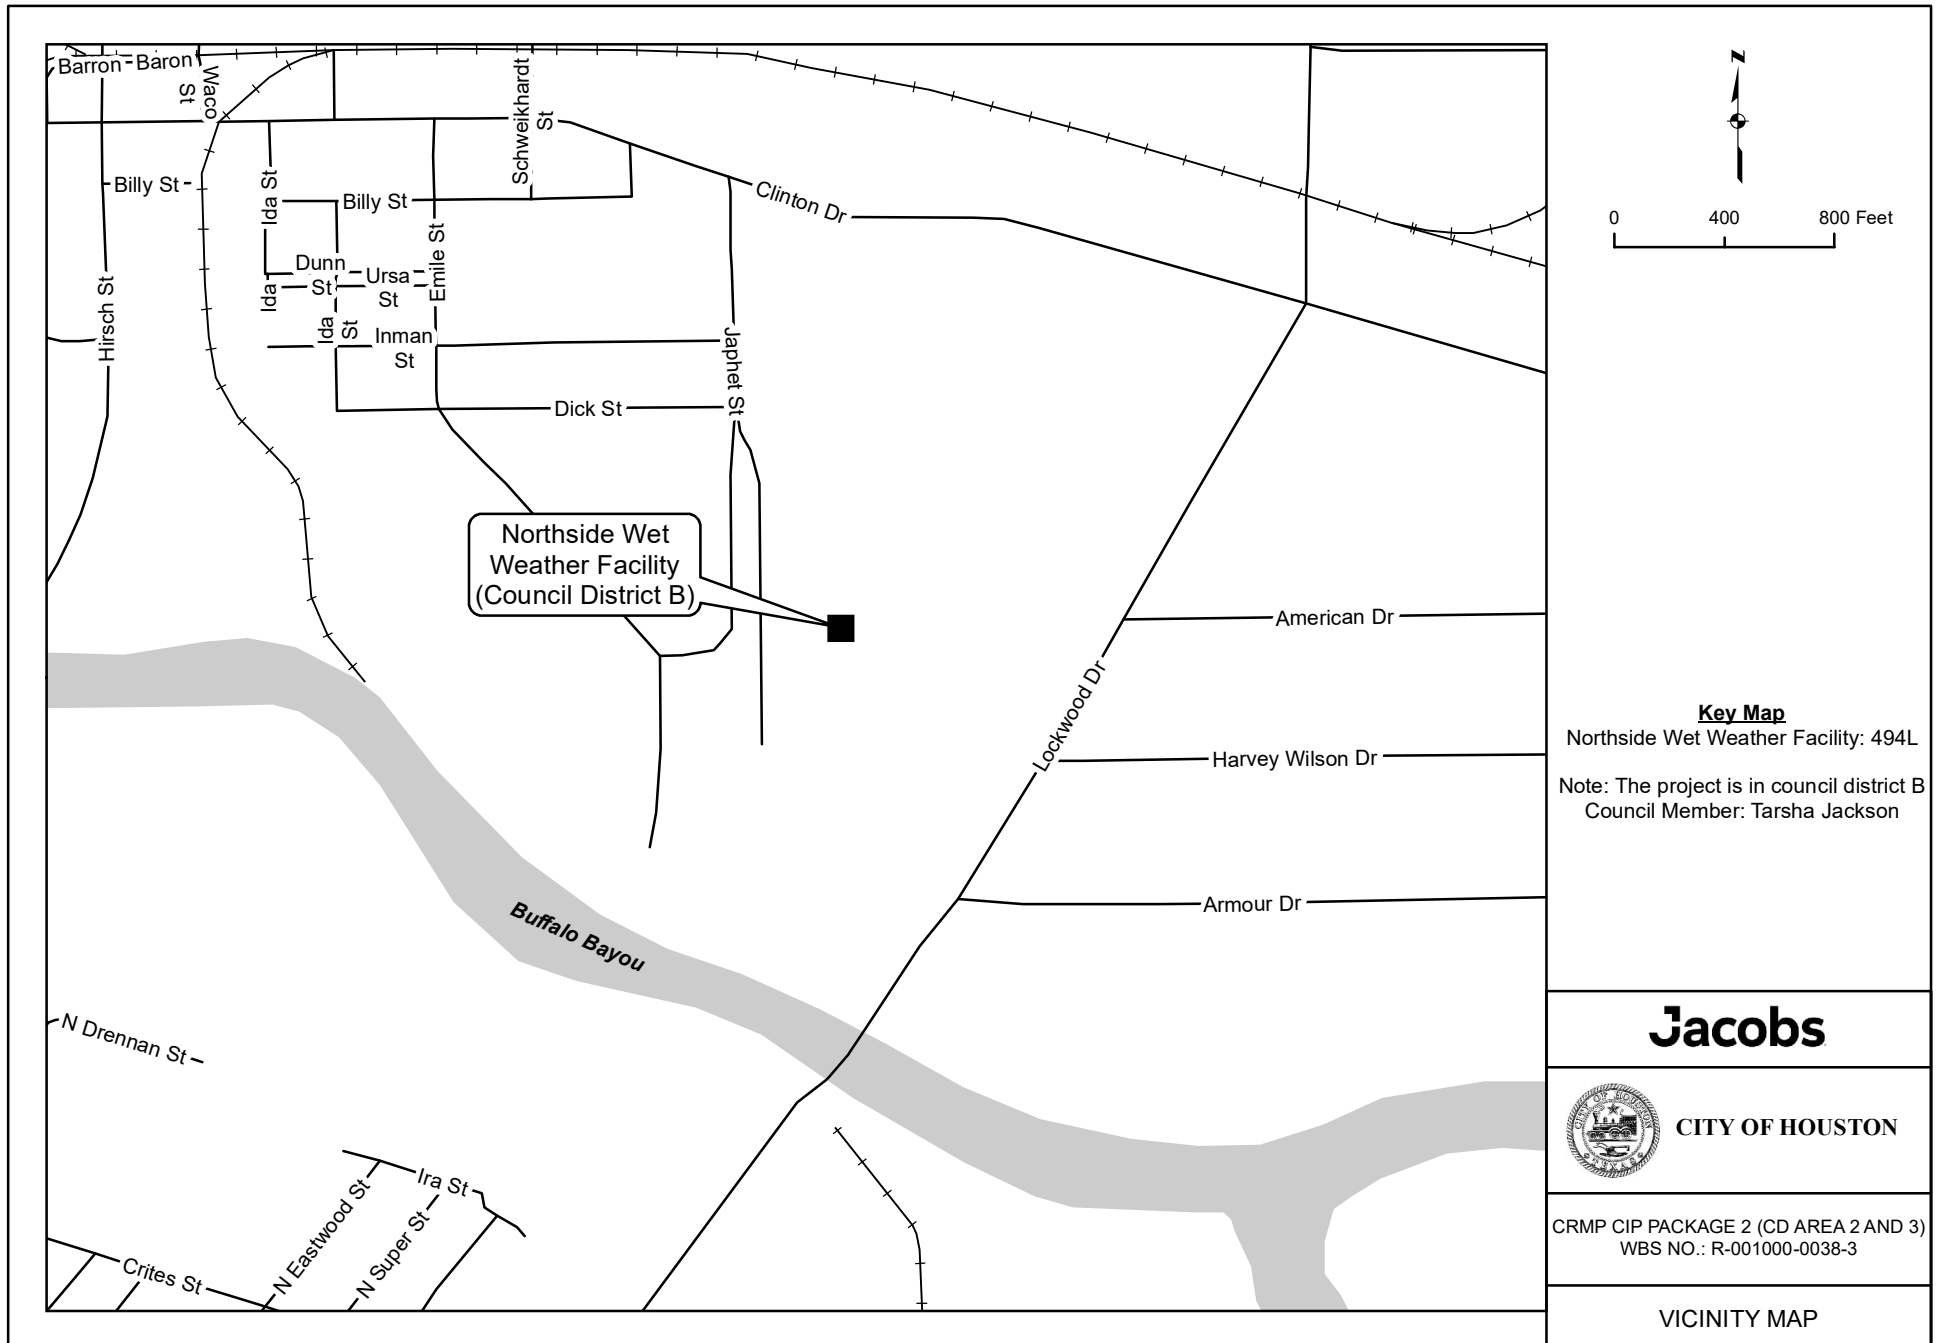 Barron
Baron
Waco
St
Schweikhardt
St
Billy St
Ida St
Billy St
Clinton Dr
Hirsch St
Dunn
St
Ursa
St
Emile St
Ida
Ida
St
Inman
St
Japhet St
Dick St
Northside Wet
Weather Facility
(Council District B)
American Dr
Lockwood Dr
Harvey Wilson Dr
Armour Dr
Buffalo Bayou
N Drennan St
Ira St
N Eastwood St
N Super St
Crites St
N
0 400 800 Feet
Key Map
Northside Wet Weather Facility: 494L
Note: The project is in council district B
Council Member: Tarsha Jackson
Jacobs
CITY OF HOUSTON
TEXAS
CITY OF HOUSTON
CRMP CIP PACKAGE 2 (CD AREA 2 AND 3)
WBS NO.: R-001000-0038-3
VICINITY MAP